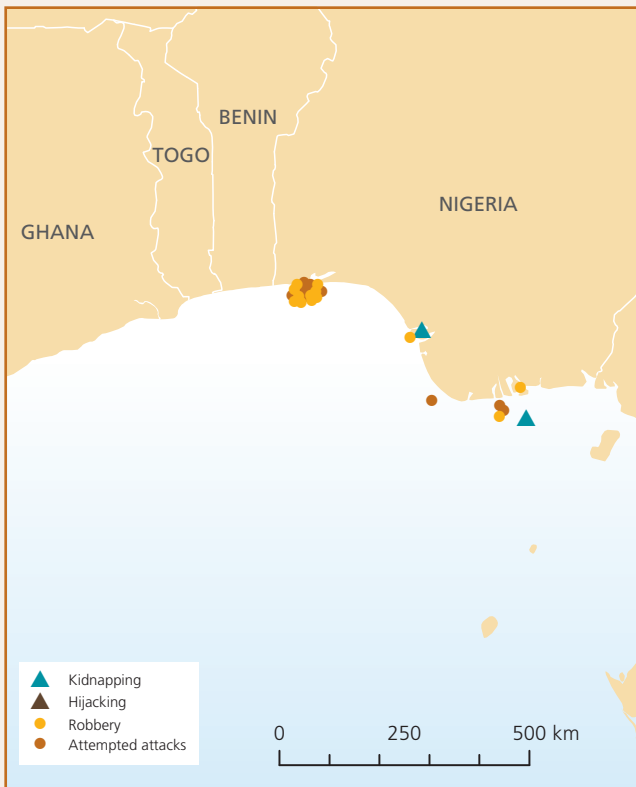 BENIN
TOGO
NIGERIA
GHANA
Kidnapping
Hijacking
Robbery
Attempted attacks
0 250 500 km